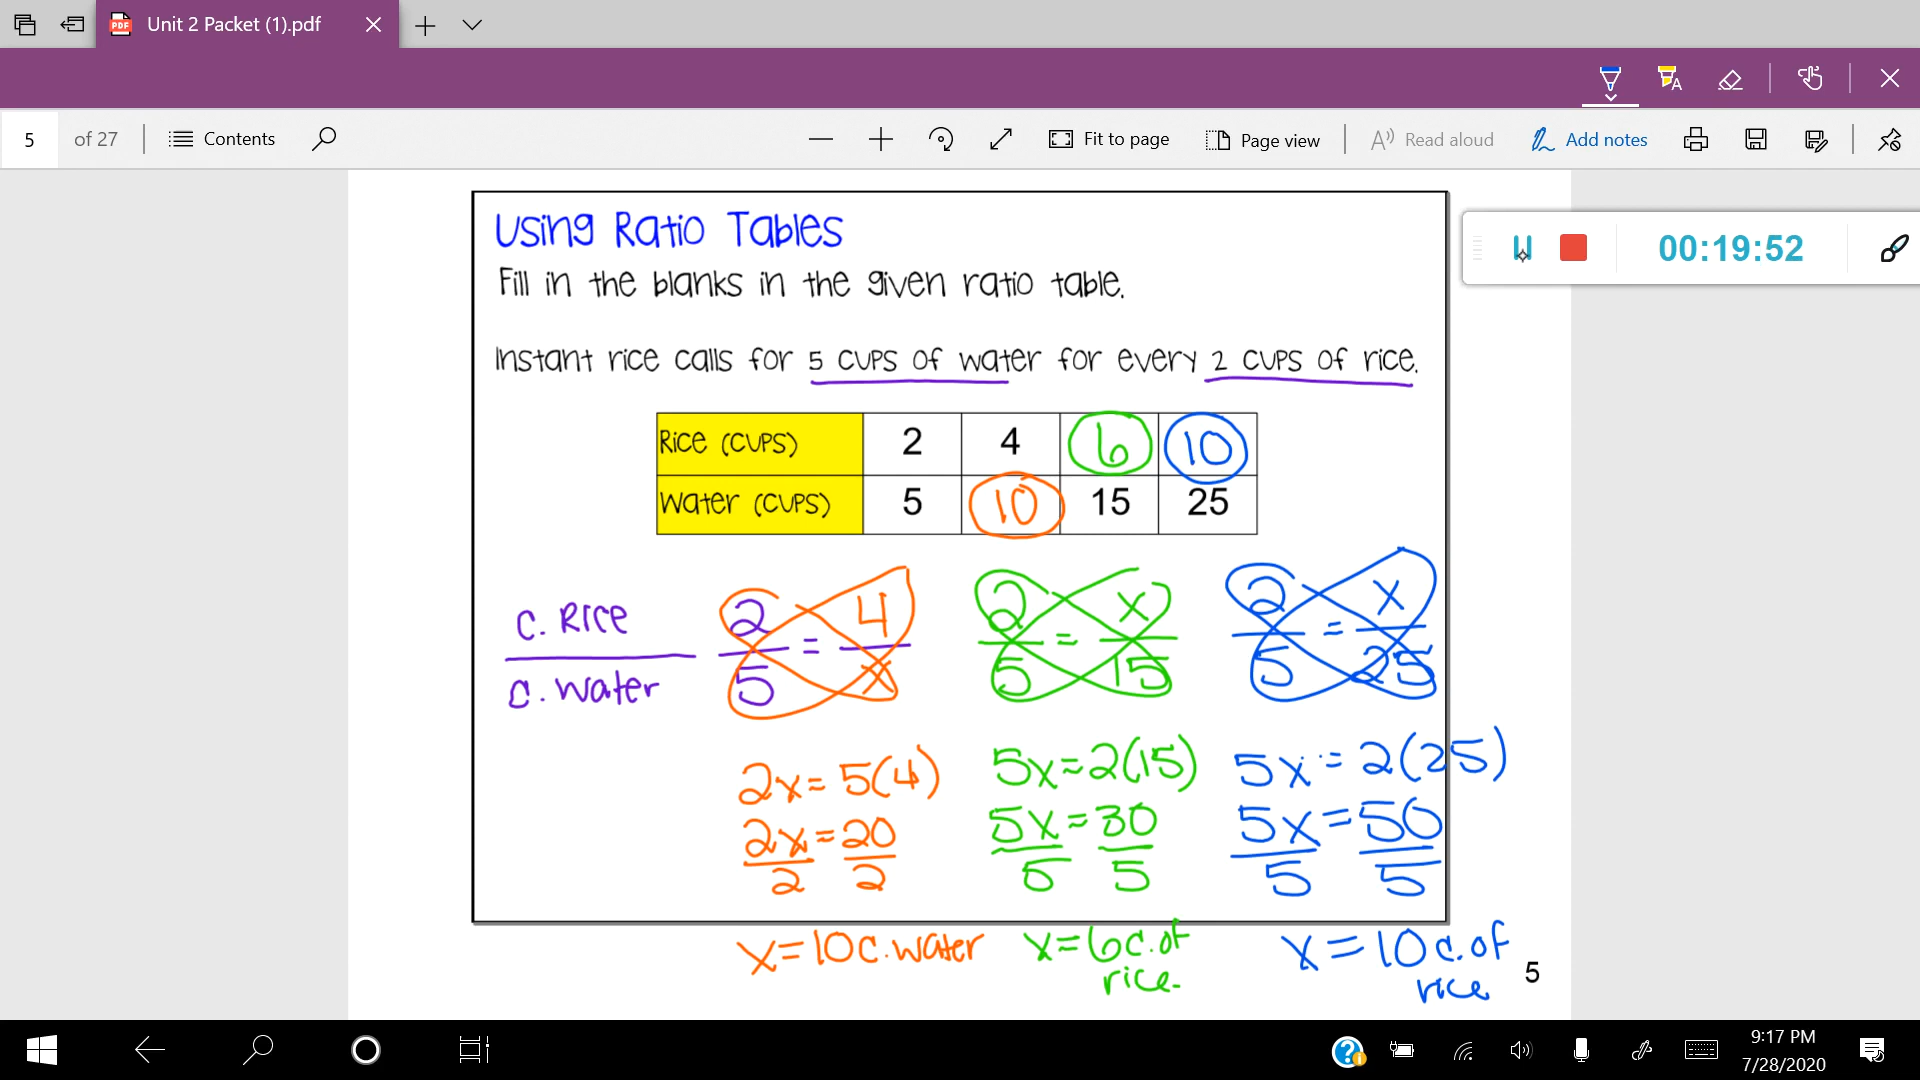 Unit 2 Packet (1).pdf
5 of 27 Contents Fit to page Page view Read aloud Add notes
Using Ratio Tables
Fill in the blanks in the given ratio table.
00:19:52
Instant rice calls for 5 cups of water for every 2 cups of rice.
Rice (cups) 2 4 6 10
Water (cups) 5 10 15 25
c. Rice 2 = 4 2 = x 2 = x
c. water 5 x 5 15 5 25
2x = 5(4) 5x = 2(15) 5x = 2(25)
2x = 20 5x = 30 5x = 50
2 2 5 5 5 5
x = 10 c. water x = 6 c. of x = 10 c. of
rice. rice
5
9:17 PM
7/28/2020